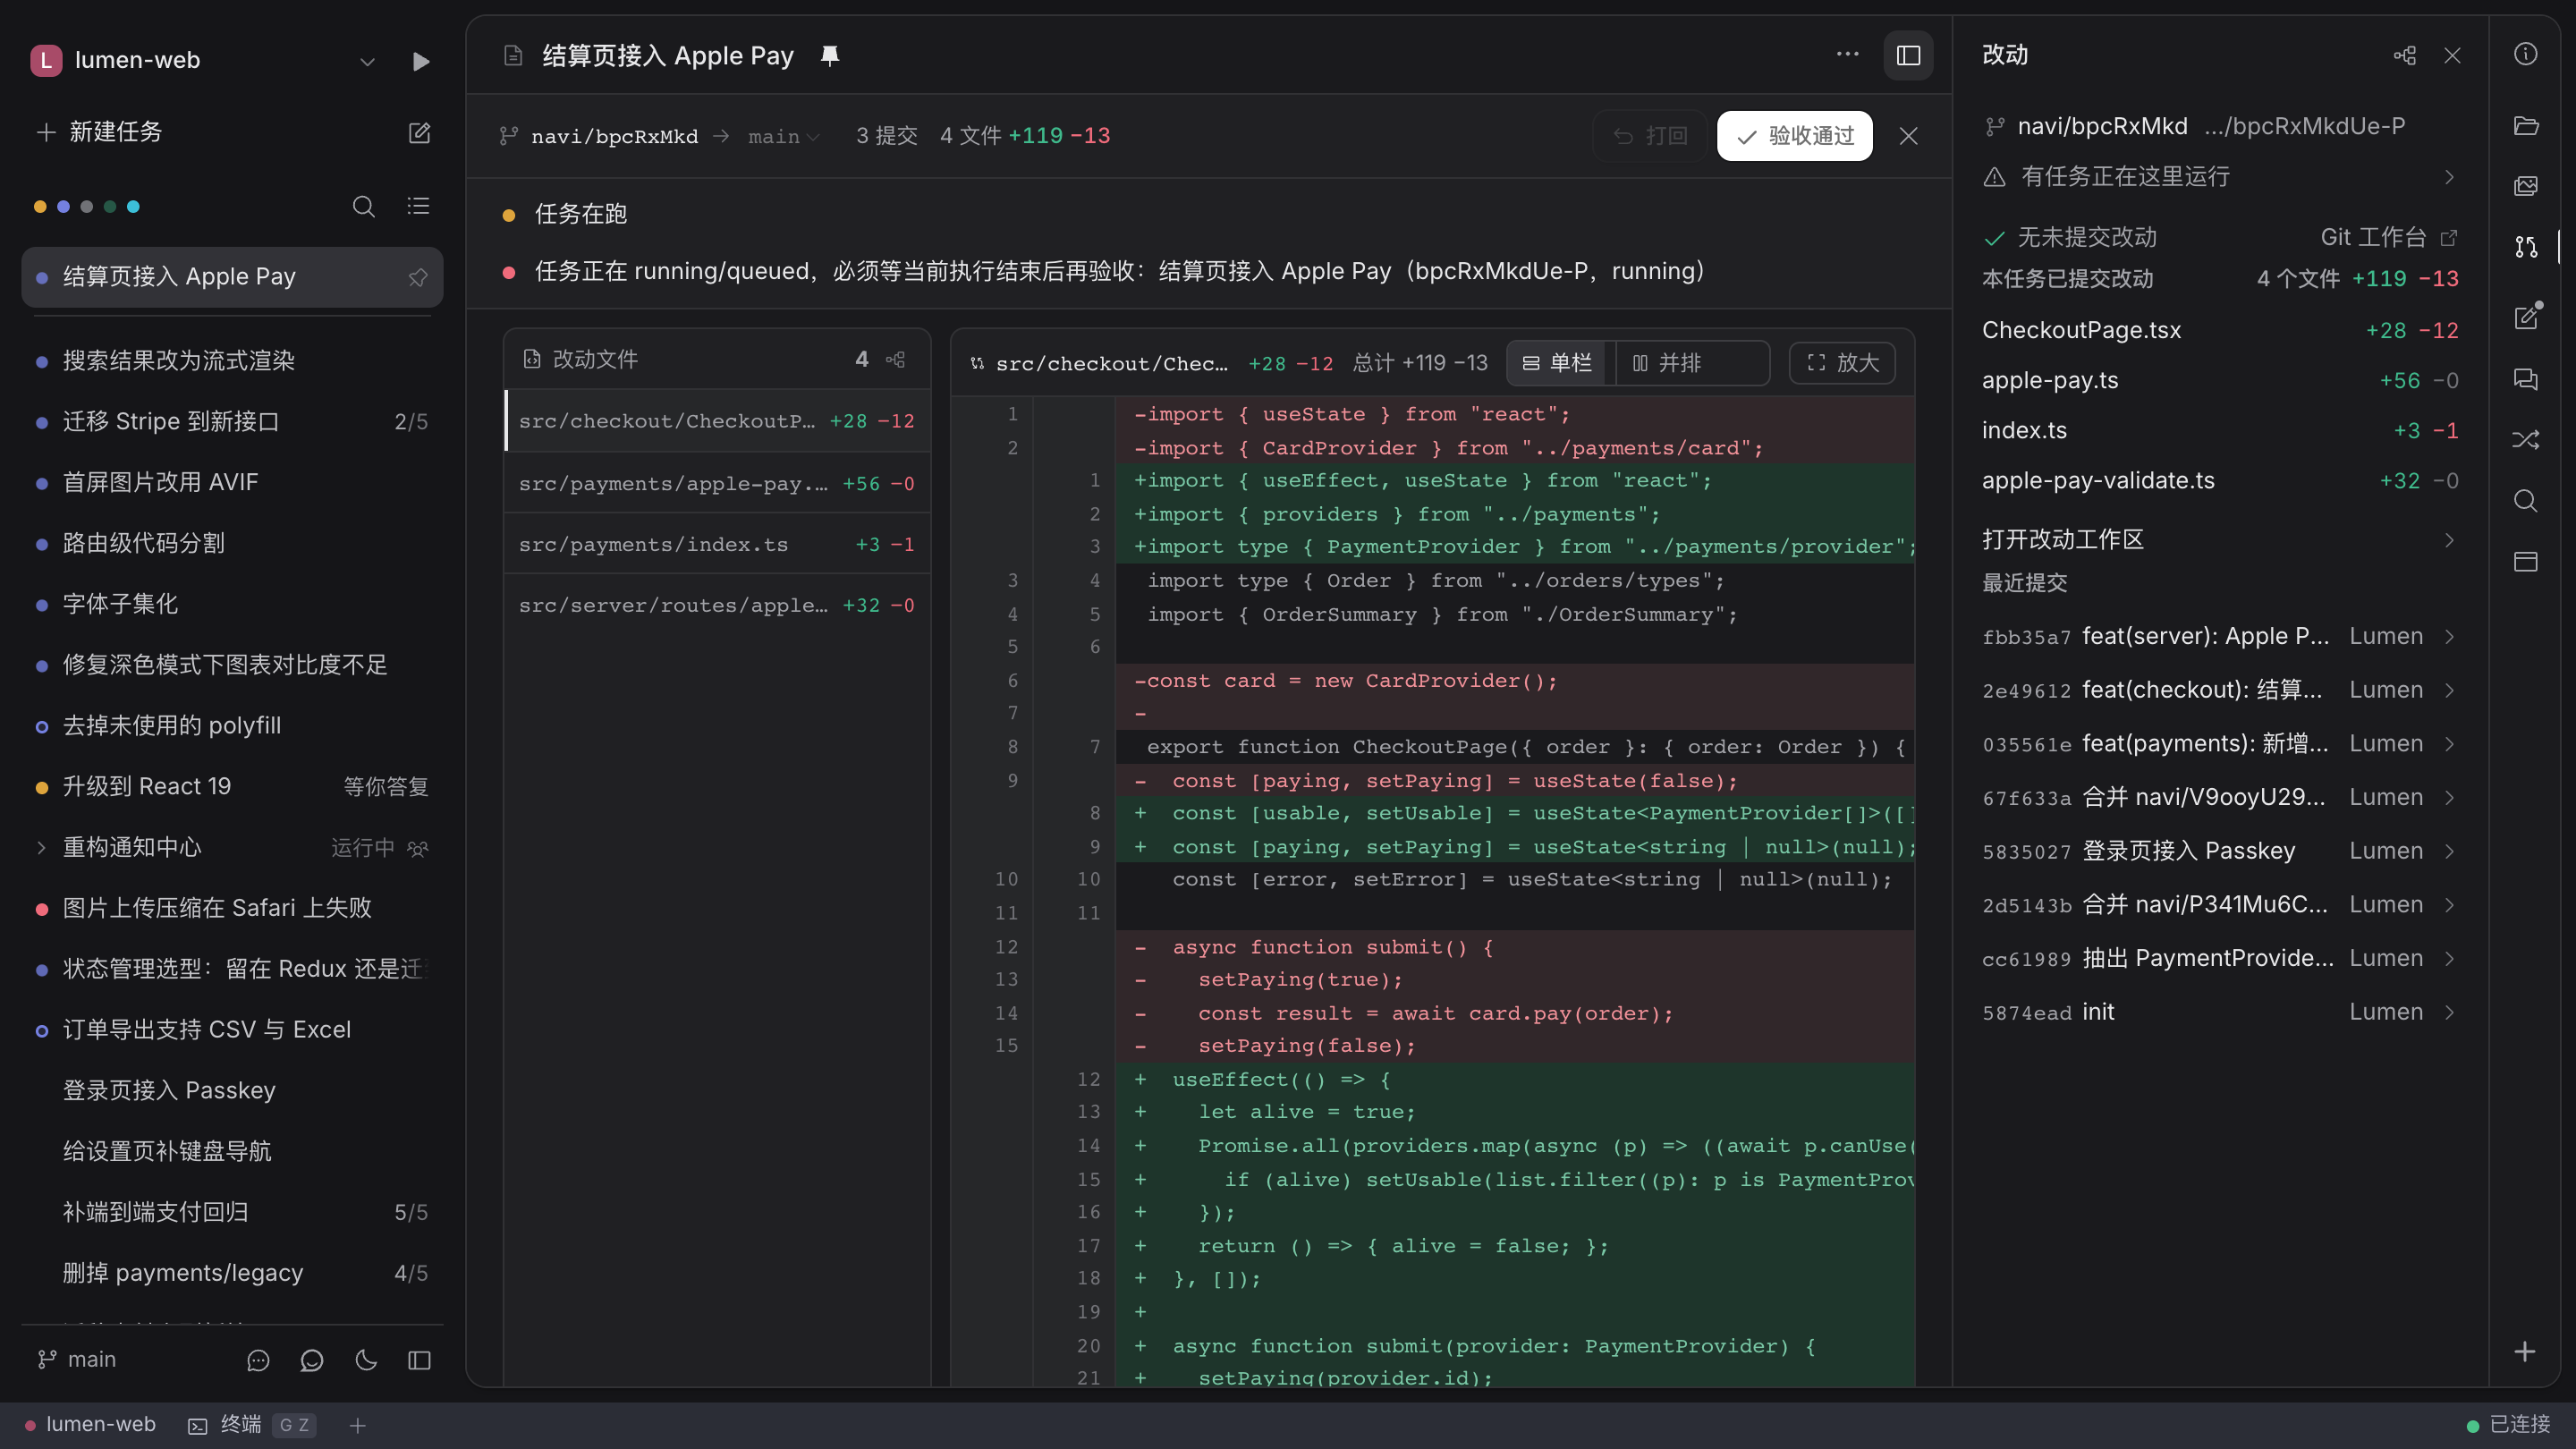 L lumen-web
新建任务
结算页接入 Apple Pay
搜索结果改为流式渲染
迁移 Stripe 到新接口 2/5
首屏图片改用 AVIF
路由级代码分割
字体子集化
修复深色模式下图表对比度不足
去掉未使用的 polyfill
升级到 React 19 等你答复
重构通知中心 运行中
图片上传压缩在 Safari 上失败
状态管理选型：留在 Redux 还是迁
订单导出支持 CSV 与 Excel
登录页接入 Passkey
给设置页补键盘导航
补端到端支付回归 5/5
删掉 payments/legacy 4/5
main
结算页接入 Apple Pay
navi/bpcRxMkd → main 3 提交 4 文件 +119 −13 打回 验收通过
任务在跑
任务正在 running/queued，必须等当前执行结束后再验收：结算页接入 Apple Pay（bpcRxMkdUe-P，running）
改动文件 4
src/checkout/CheckoutP… +28 −12
src/payments/apple-pay.… +56 −0
src/payments/index.ts +3 −1
src/server/routes/apple… +32 −0
src/checkout/Chec… +28 −12 总计 +119 −13 单栏 并排 放大
1 -import { useState } from "react";
2 -import { CardProvider } from "../payments/card";
1 +import { useEffect, useState } from "react";
2 +import { providers } from "../payments";
3 +import type { PaymentProvider } from "../payments/provider";
3 4 import type { Order } from "../orders/types";
4 5 import { OrderSummary } from "./OrderSummary";
5 6
6 -const card = new CardProvider();
7 -
8 7 export function CheckoutPage({ order }: { order: Order }) {
9 - const [paying, setPaying] = useState(false);
8 + const [usable, setUsable] = useState<PaymentProvider[]>([]
9 + const [paying, setPaying] = useState<string | null>(null);
10 10 const [error, setError] = useState<string | null>(null);
11 11
12 - async function submit() {
13 - setPaying(true);
14 - const result = await card.pay(order);
15 - setPaying(false);
12 + useEffect(() => {
13 + let alive = true;
14 + Promise.all(providers.map(async (p) => ((await p.canUse(
15 + if (alive) setUsable(list.filter((p): p is PaymentProv
16 + });
17 + return () => { alive = false; };
18 + }, []);
19 +
20 + async function submit(provider: PaymentProvider) {
21 + setPaying(provider.id);
改动
navi/bpcRxMkd …/bpcRxMkdUe-P
有任务正在这里运行
无未提交改动 Git 工作台
本任务已提交改动 4 个文件 +119 −13
CheckoutPage.tsx +28 −12
apple-pay.ts +56 −0
index.ts +3 −1
apple-pay-validate.ts +32 −0
打开改动工作区
最近提交
fbb35a7 feat(server): Apple P… Lumen
2e49612 feat(checkout): 结算… Lumen
035561e feat(payments): 新增… Lumen
67f633a 合并 navi/V9ooyU29… Lumen
5835027 登录页接入 Passkey Lumen
2d5143b 合并 navi/P341Mu6C… Lumen
cc61989 抽出 PaymentProvide… Lumen
5874ead init Lumen
lumen-web 终端 G Z 已连接